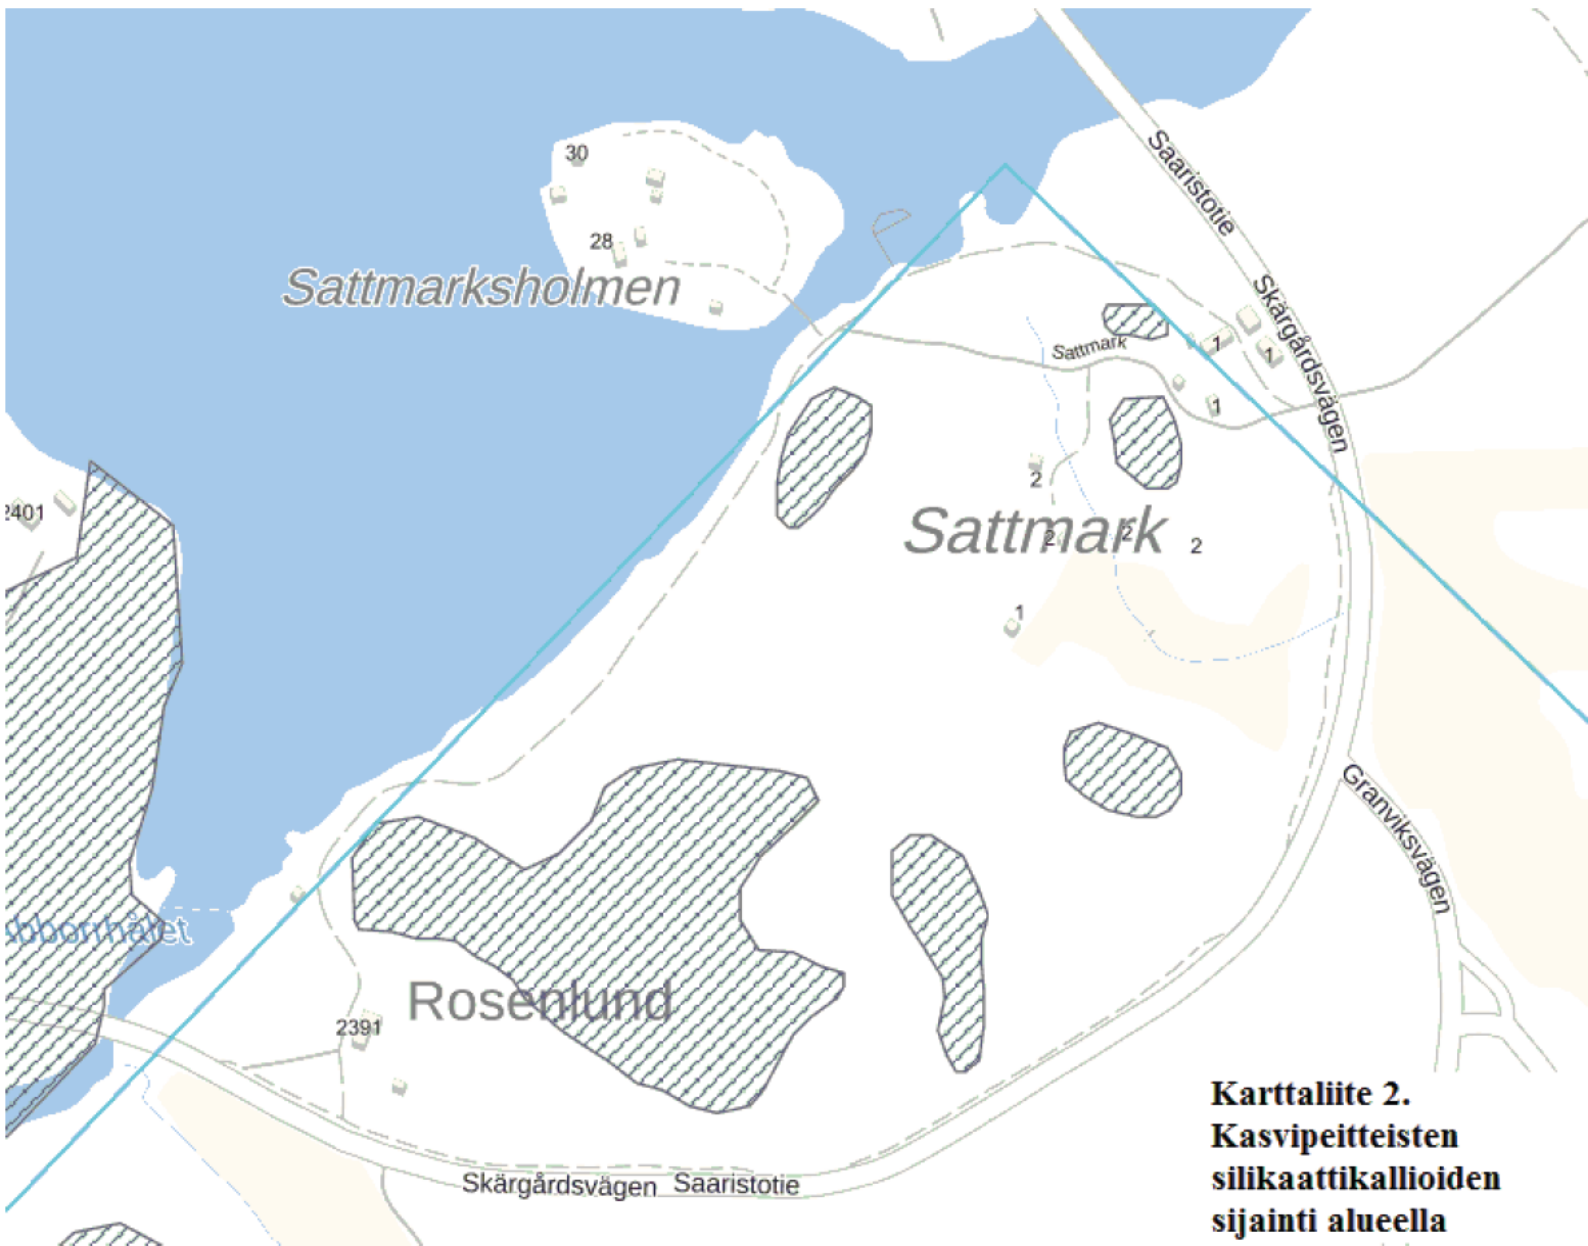 30
Saaristotie
28
Sattmarksholmen
Skärgårdsvägen
Sattmark
1
1
1
2
2401
Sattmark
2
2
2
1
Granviksvägen
Rosenlund
2391
Skärgårdsvägen Saaristotie
Karttaliite 2.
Kasvipeitteisten
silikaattikallioiden
sijainti alueella